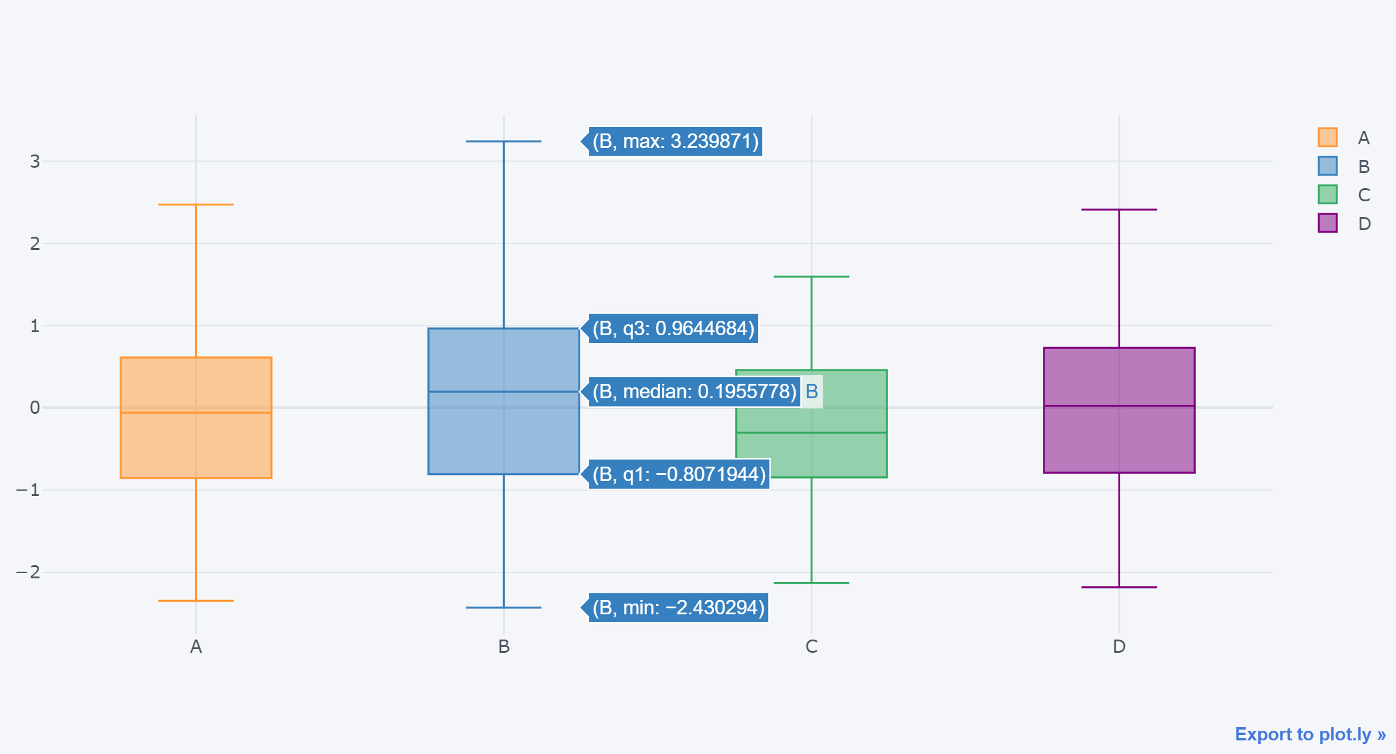 3
2
1
0
−1
−2
A
B
C
D
(B, max: 3.239871)
(B, q3: 0.9644684)
(B, median: 0.1955778) B
(B, q1: −0.8071944)
(B, min: −2.430294)
A
B
C
D
Export to plot.ly »